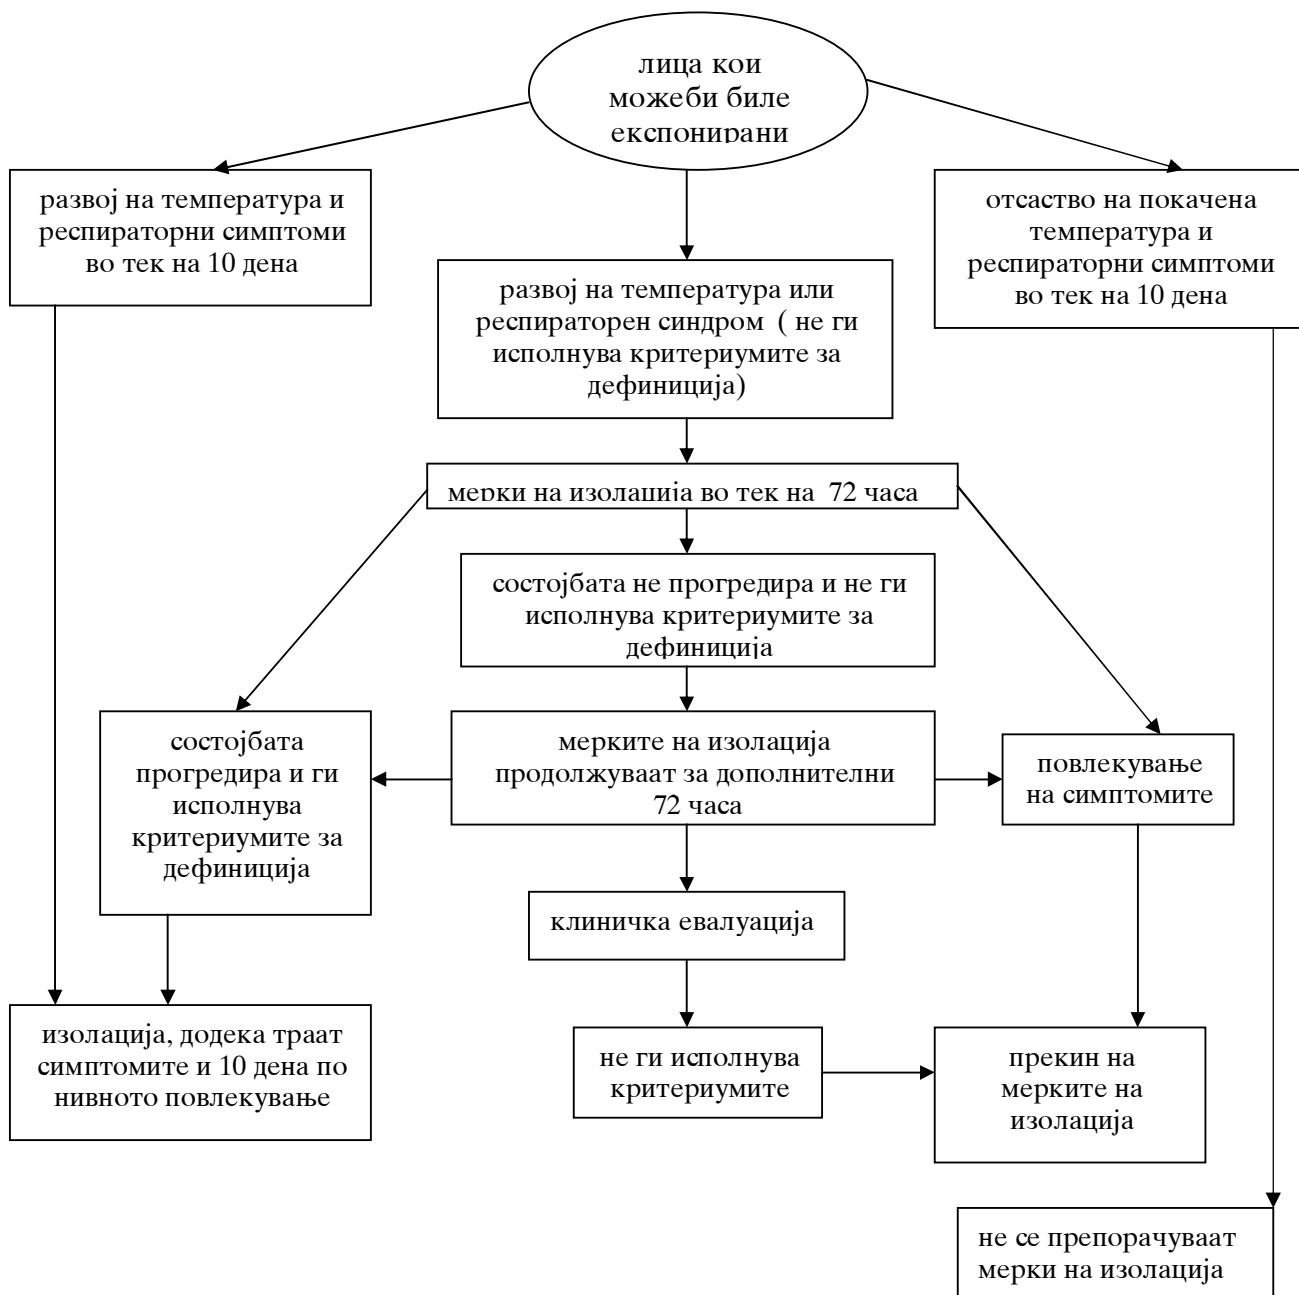 лица кои
можеби биле
експонирани
развој на температура и
респираторни симптоми
во тек на 10 дена
отсаство на покачена
температура и
респираторни симптоми
во тек на 10 дена
развој на температура или
респираторен синдром ( не ги
исполнува критериумите за
дефиниција)
мерки на изолација во тек на 72 часа
состојбата не прогредира и не ги
исполнува критериумите за
дефиниција
состојбата
прогредира и ги
исполнува
критериумите за
дефиниција
мерките на изолација
продолжуваат за дополнителни
72 часа
повлекување
на симптомите
клиничка евалуација
изолација, додека траат
симптомите и 10 дена по
нивното повлекување
не ги исполнува
критериумите
прекин на
мерките на
изолација
не се препорачуваат
мерки на изолација